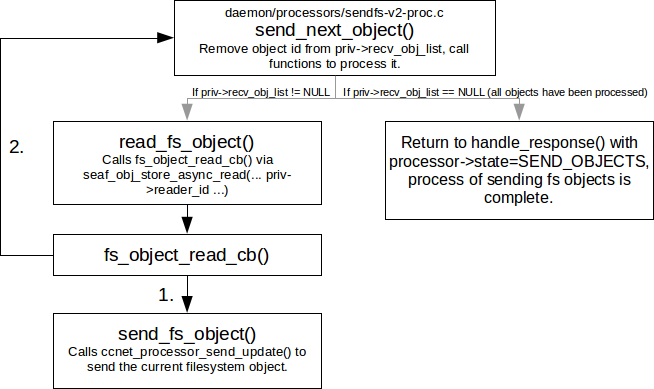 daemon/processors/sendfs-v2-proc.c
send_next_object()
Remove object id from priv->recv_obj_list, call
functions to process it.
If priv->recv_obj_list != NULL
If priv->recv_obj_list == NULL (all objects have been processed)
2.
read_fs_object()
Calls fs_object_read_cb() via
seaf_obj_store_async_read(... priv-
>reader_id ...)
Return to handle_response() with
processor->state=SEND_OBJECTS,
process of sending fs objects is
complete.
fs_object_read_cb()
1.
send_fs_object()
Calls ccnet_processor_send_update() to
send the current filesystem object.